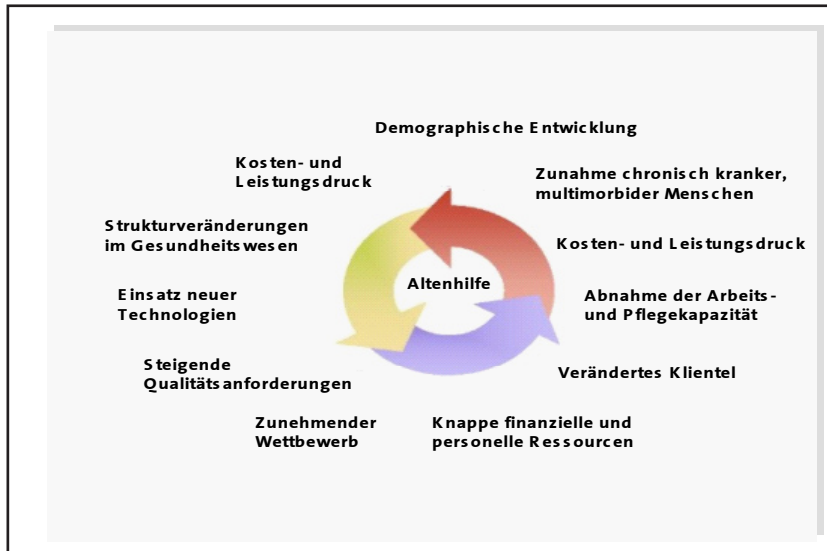 Demographische Entwicklung
Kosten- und
Leistungsdruck
Zunahme chronisch kranker,
multimorbider Menschen
Strukturveränderungen
im Gesundheitswesen
Kosten- und Leistungsdruck
Altenhilfe
Einsatz neuer
Technologien
Abnahme der Arbeits-
und Pflegekapazität
Steigende
Qualitätsanforderungen
Verändertes Klientel
Zunehmender
Wettbewerb
Knappe finanzielle und
personelle Ressourcen